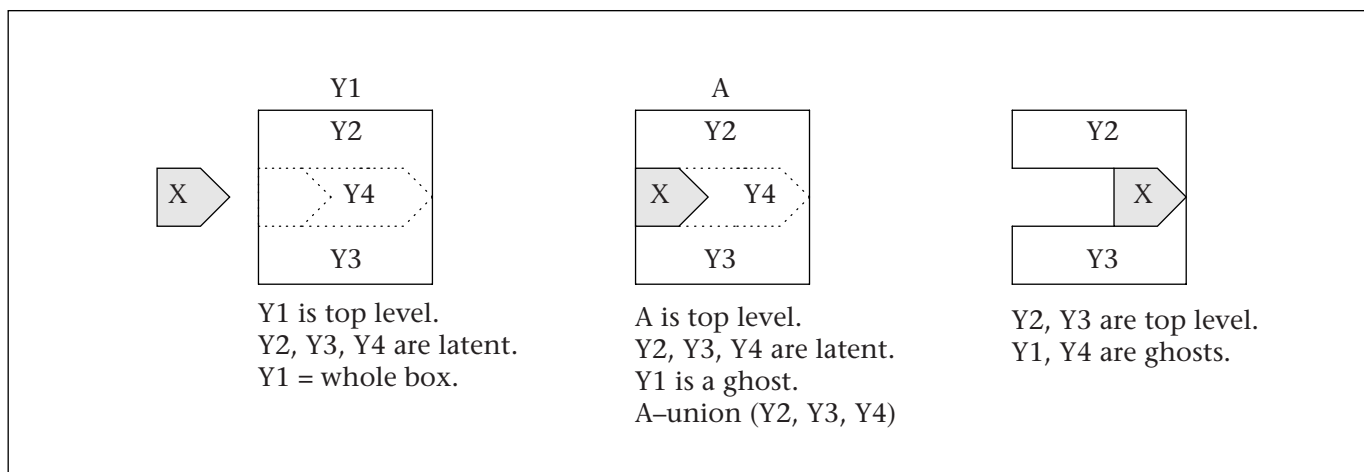 Y1
Y2
X
Y4
Y3
Y1 is top level.
Y2, Y3, Y4 are latent.
Y1 = whole box.
A
Y2
X
Y4
Y3
A is top level.
Y2, Y3, Y4 are latent.
Y1 is a ghost.
A–union (Y2, Y3, Y4)
Y2
X
Y3
Y2, Y3 are top level.
Y1, Y4 are ghosts.